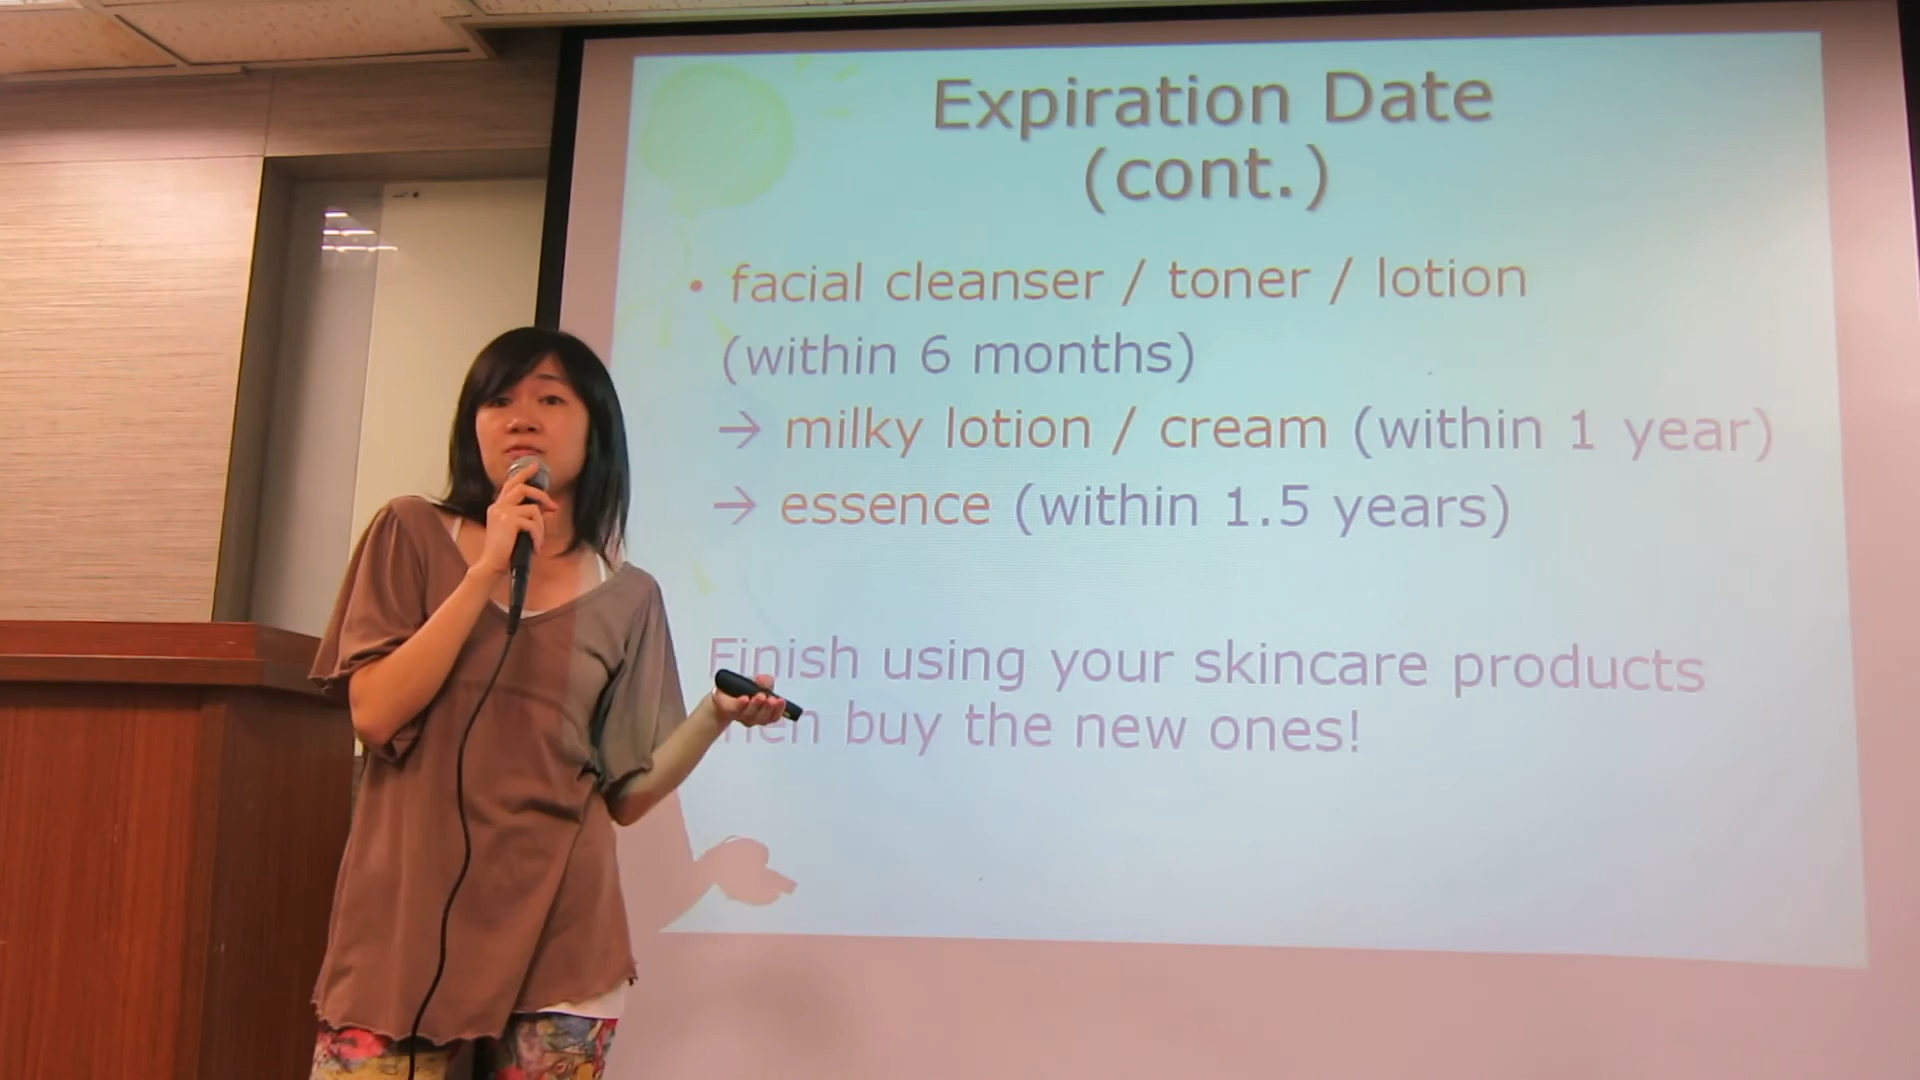 Expiration Date
(cont.)
• facial cleanser / toner / lotion
(within 6 months)
→ milky lotion / cream (within 1 year)
→ essence (within 1.5 years)
Finish using your skincare products
buy the new ones!